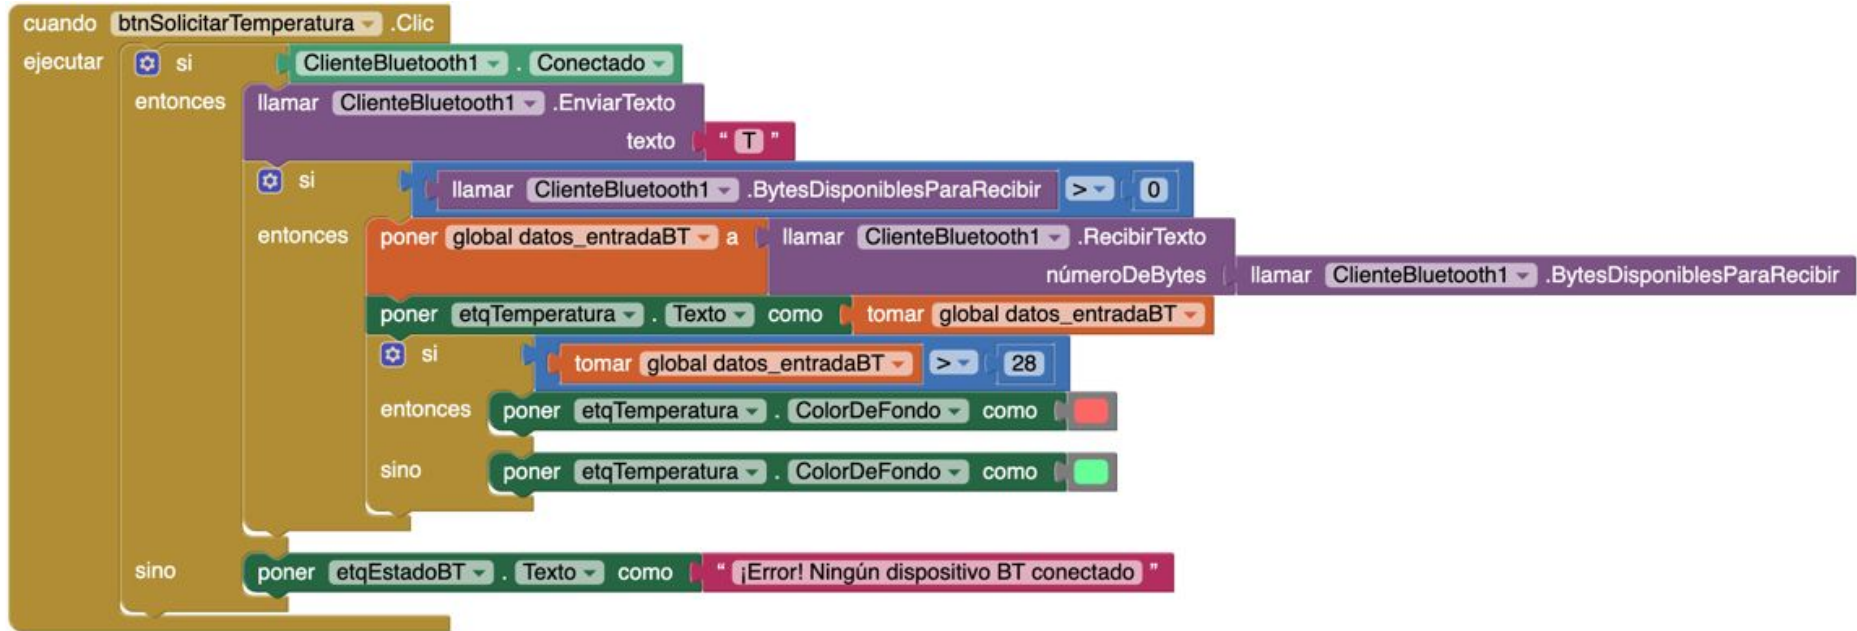 cuando btnSolicitarTemperatura .Clic
ejecutar si ClienteBluetooth1 . Conectado
entonces llamar ClienteBluetooth1 .EnviarTexto
texto " T "
si llamar ClienteBluetooth1 .BytesDisponiblesParaRecibir > 0
entonces poner global datos_entradaBT a llamar ClienteBluetooth1 .RecibirTexto
númeroDeBytes llamar ClienteBluetooth1 .BytesDisponiblesParaRecibir
poner etqTemperatura . Texto como tomar global datos_entradaBT
si tomar global datos_entradaBT > 28
entonces poner etqTemperatura . ColorDeFondo como
sino poner etqTemperatura . ColorDeFondo como
sino poner etqEstadoBT . Texto como " ¡Error! Ningún dispositivo BT conectado "